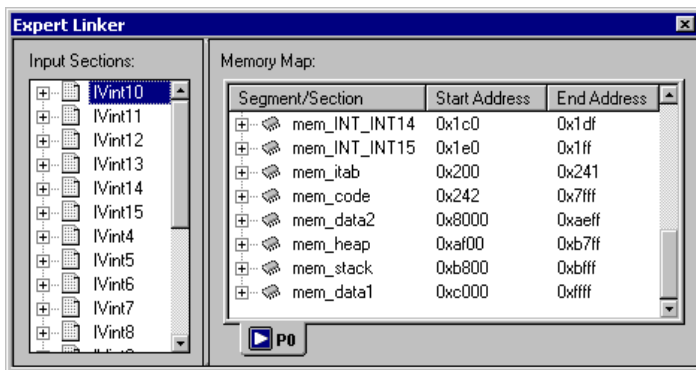 Expert Linker
Input Sections:
IVint10
IVint11
IVint12
IVint13
IVint14
IVint15
IVint4
IVint5
IVint6
IVint7
IVint8
Memory Map:
Segment/Section Start Address End Address
mem_INT_INT14 0x1c0 0x1df
mem_INT_INT15 0x1e0 0x1ff
mem_itab 0x200 0x241
mem_code 0x242 0x7fff
mem_data2 0x8000 0xaeff
mem_heap 0xaf00 0xb7ff
mem_stack 0xb800 0xbfff
mem_data1 0xc000 0xffff
P0